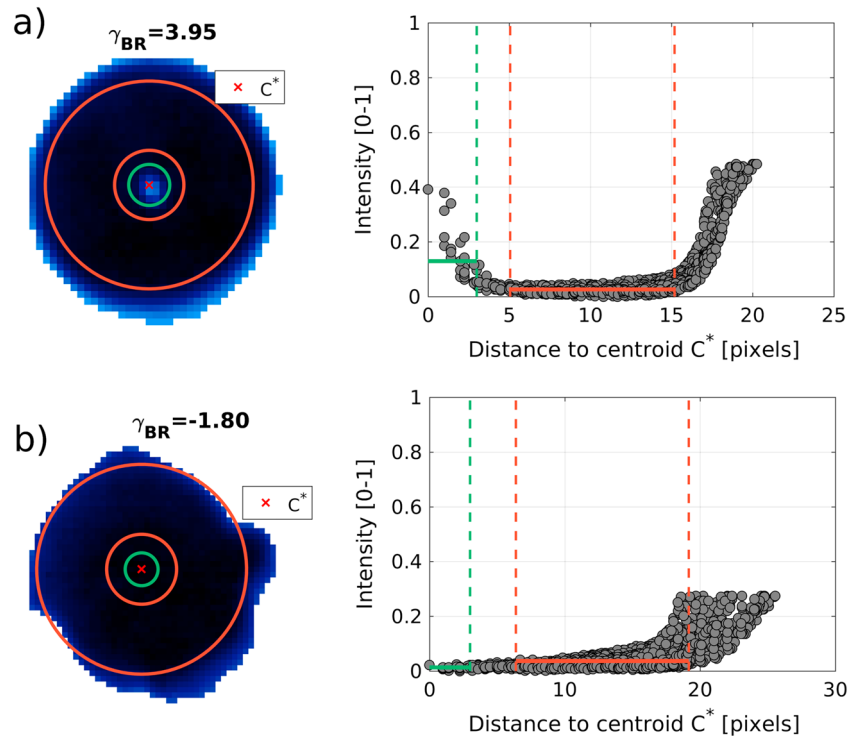 a)
γBR=3.95
C*
Intensity [0-1]
1
0.8
0.6
0.4
0.2
0
0 5 10 15 20 25
Distance to centroid C* [pixels]
b)
γBR=-1.80
C*
Intensity [0-1]
1
0.8
0.6
0.4
0.2
0
0 10 20 30
Distance to centroid C* [pixels]